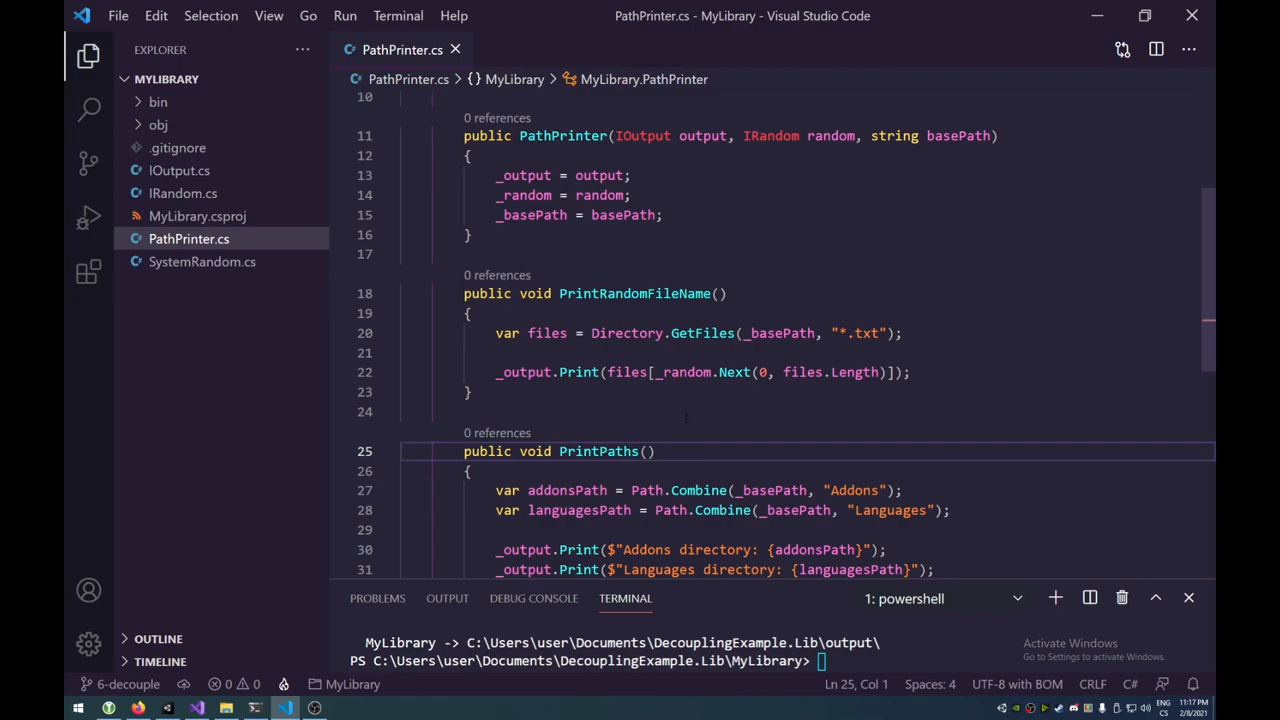 File Edit Selection View Go Run Terminal Help
PathPrinter.cs - MyLibrary - Visual Studio Code
EXPLORER
MYLIBRARY
bin
obj
.gitignore
IOutput.cs
IRandom.cs
MyLibrary.csproj
PathPrinter.cs
SystemRandom.cs
OUTLINE
TIMELINE
PathPrinter.cs
PathPrinter.cs > {} MyLibrary > MyLibrary.PathPrinter
10
0 references
11 public PathPrinter(IOutput output, IRandom random, string basePath)
12 {
13 _output = output;
14 _random = random;
15 _basePath = basePath;
16 }
17
0 references
18 public void PrintRandomFileName()
19 {
20 var files = Directory.GetFiles(_basePath, "*.txt");
21
22 _output.Print(files[_random.Next(0, files.Length)]);
23 }
24
0 references
25 public void PrintPaths()
26 {
27 var addonsPath = Path.Combine(_basePath, "Addons");
28 var languagesPath = Path.Combine(_basePath, "Languages");
29
30 _output.Print($"Addons directory: {addonsPath}");
31 _output.Print($"Languages directory: {languagesPath}");
PROBLEMS OUTPUT DEBUG CONSOLE TERMINAL 1: powershell
MyLibrary -> C:\Users\user\Documents\DecouplingExample.Lib\output\
PS C:\Users\user\Documents\DecouplingExample.Lib\MyLibrary>
Activate Windows
Go to Settings to activate Windows.
6-decouple 0 0 MyLibrary Ln 25, Col 1 Spaces: 4 UTF-8 with BOM CRLF C#
ENG 11:17 PM
CS 2/8/2021